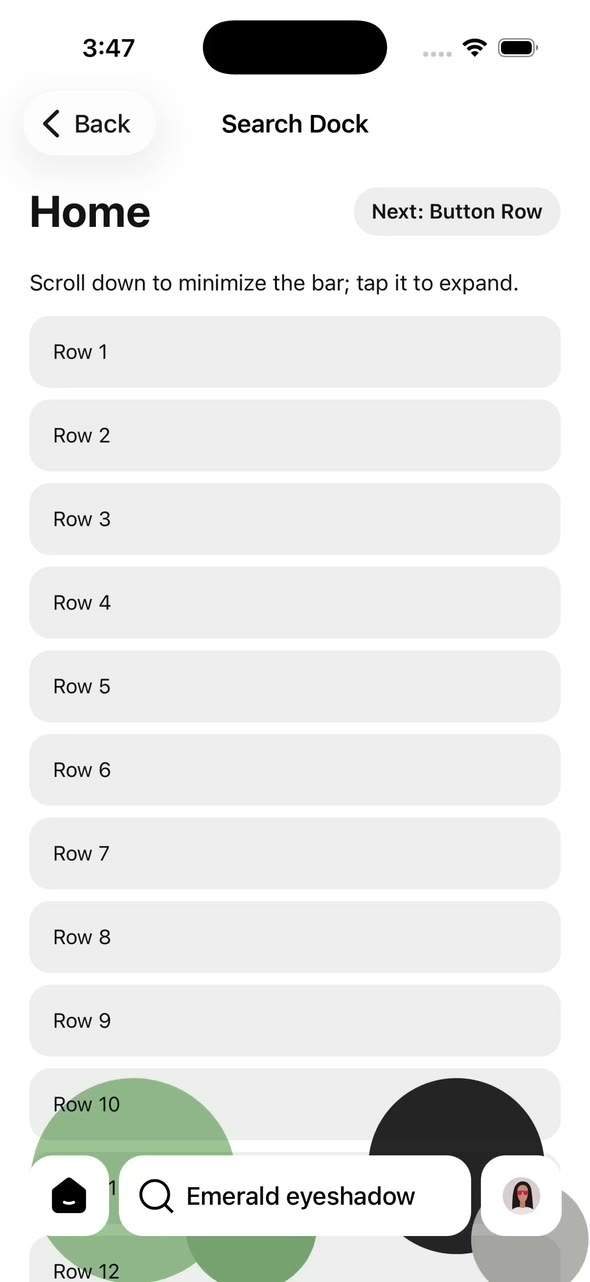 3:47
Back
Search Dock
Home
Next: Button Row
Scroll down to minimize the bar; tap it to expand.
Row 1
Row 2
Row 3
Row 4
Row 5
Row 6
Row 7
Row 8
Row 9
Row 10
1
Emerald eyeshadow
Row 12